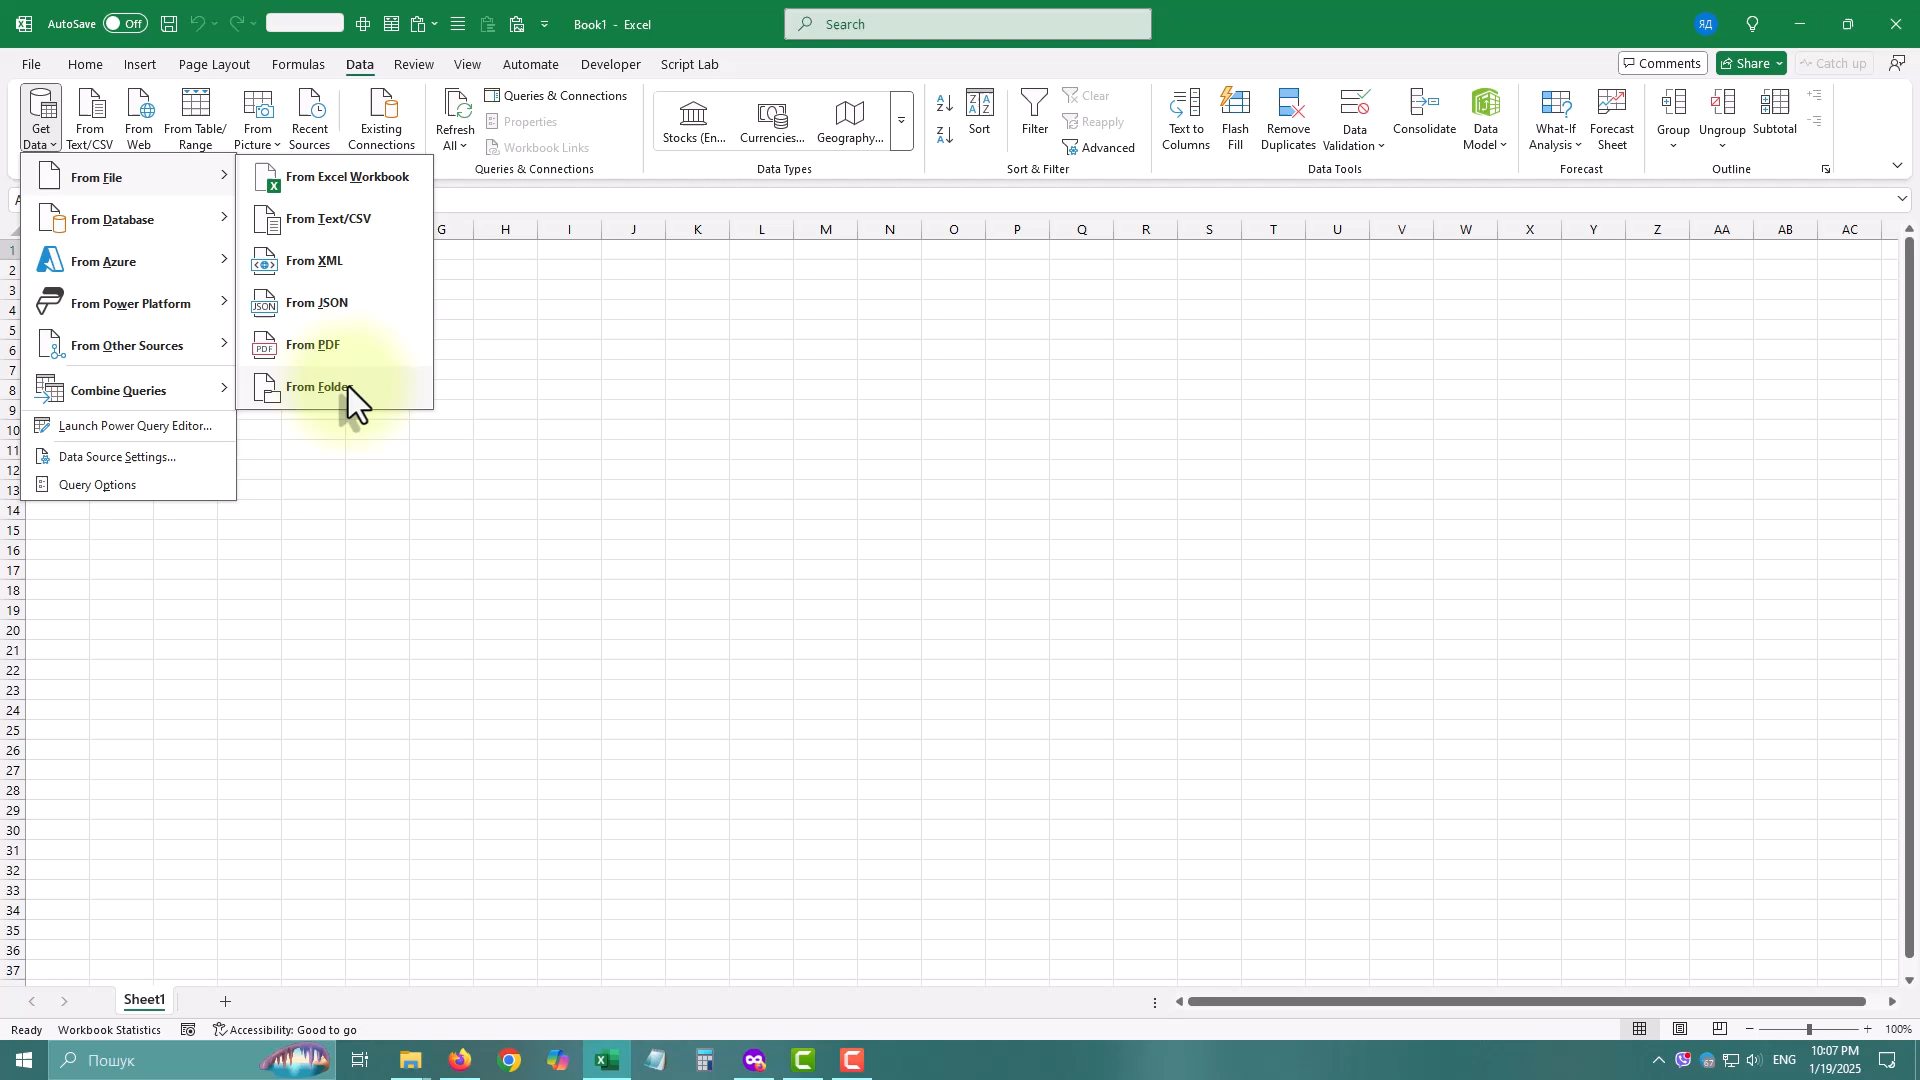 AutoSave Off Book1 - Excel Search ЯД
File Home Insert Page Layout Formulas Data Review View Automate Developer Script Lab Comments Share Catch up
Get Data
From Text/CSV
From Web
From Table/ Range
From Picture
Recent Sources
Existing Connections
Refresh All
Queries & Connections
Properties
Workbook Links
Queries & Connections
Stocks (En...
Currencies...
Geography...
Data Types
Sort
Filter
Clear
Reapply
Advanced
Sort & Filter
Text to Columns
Flash Fill
Remove Duplicates
Data Validation
Consolidate
Data Model
Data Tools
What-If Analysis
Forecast Sheet
Forecast
Group
Ungroup
Subtotal
Outline
From File
From Database
From Azure
From Power Platform
From Other Sources
Combine Queries
Launch Power Query Editor...
Data Source Settings...
Query Options
From Excel Workbook
From Text/CSV
From XML
JSON From JSON
PDF From PDF
From Folder
G H I J K L M N O P Q R S T U V W X Y Z AA AB AC
1
2
3
4
5
6
7
8
9
10
11
12
13
14
15
16
17
18
19
20
21
22
23
24
25
26
27
28
29
30
31
32
33
34
35
36
37
Sheet1
Ready Workbook Statistics Accessibility: Good to go 100%
Пошук
67 ENG 10:07 PM
1/19/2025